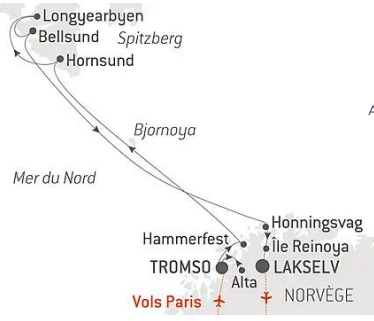 Longyearbyen
Bellsund
Spitzberg
Hornsund
Bjornoya
Mer du Nord
Honningsvag
Hammerfest
Île Reinoya
TROMSO
LAKSELV
Alta
Vols Paris
NORVÈGE